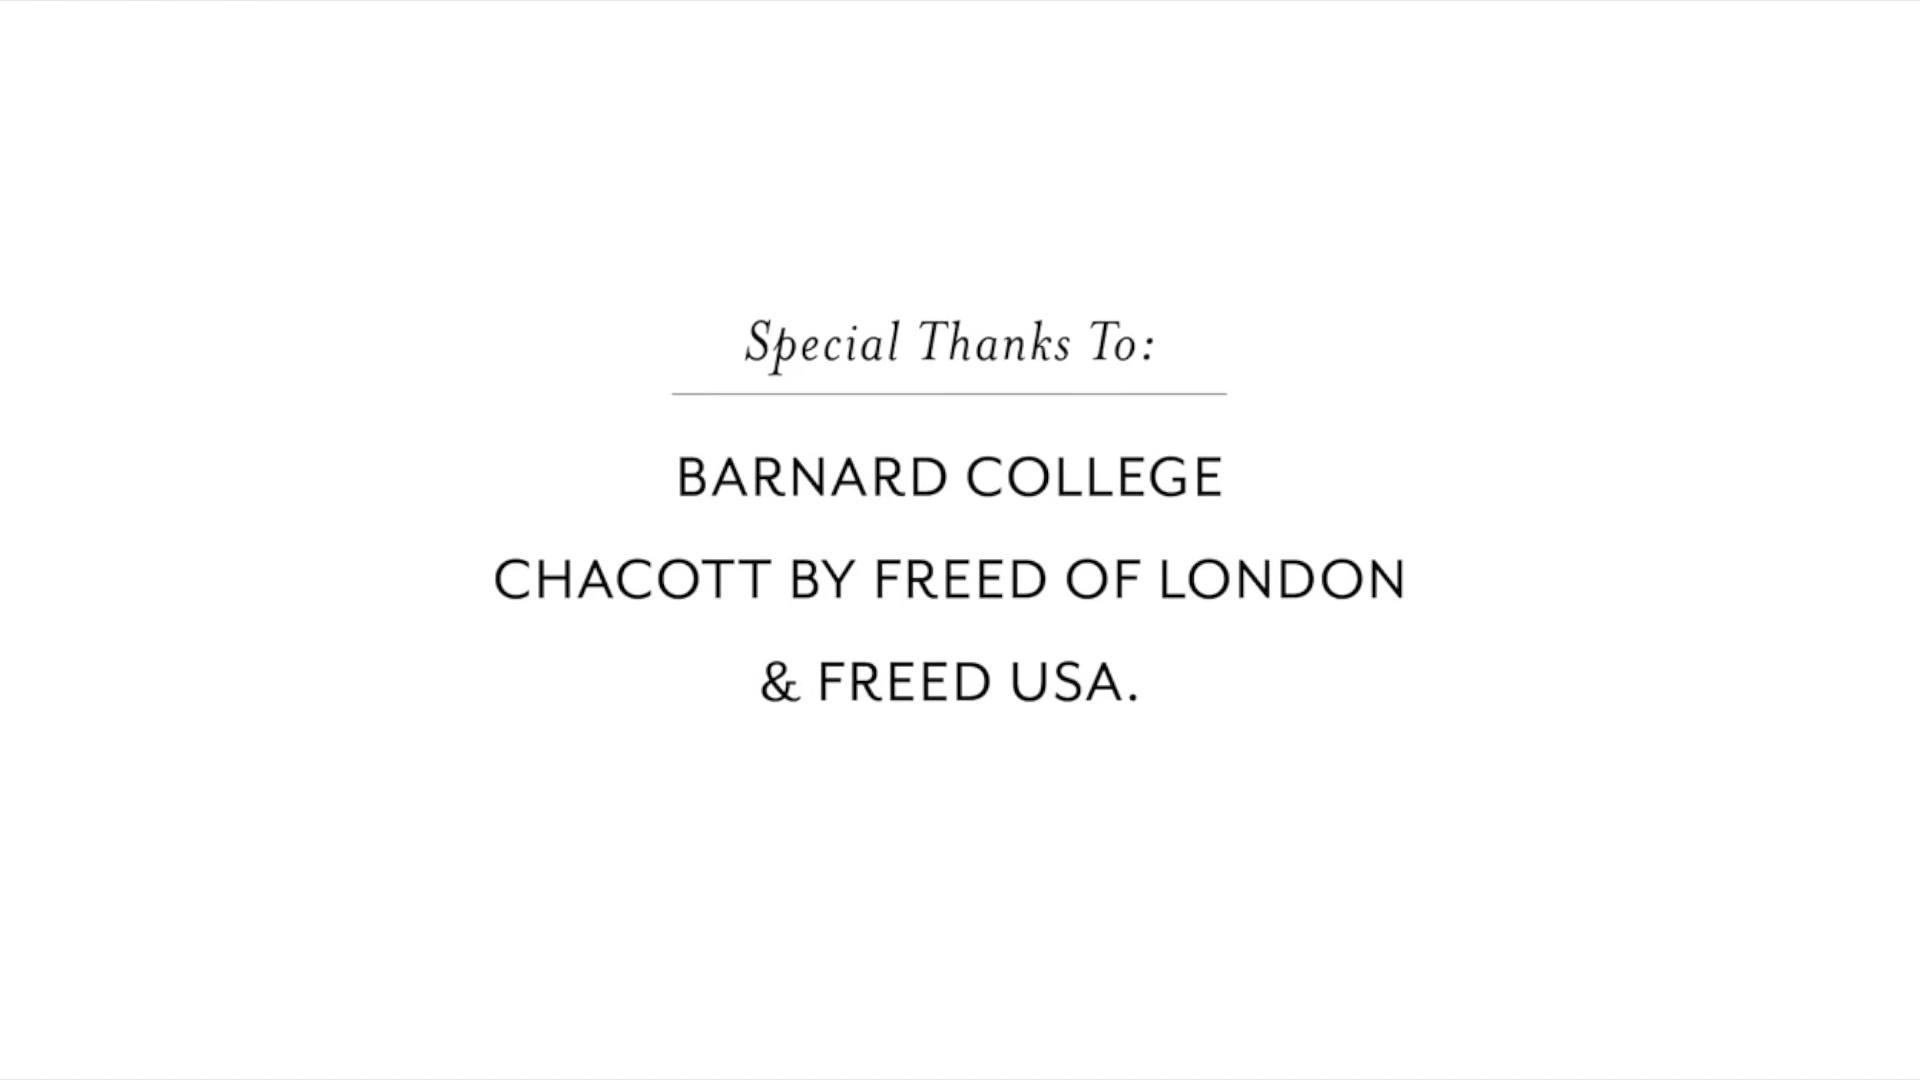 Special Thanks To:
BARNARD COLLEGE
CHACOTT BY FREED OF LONDON
& FREED USA.